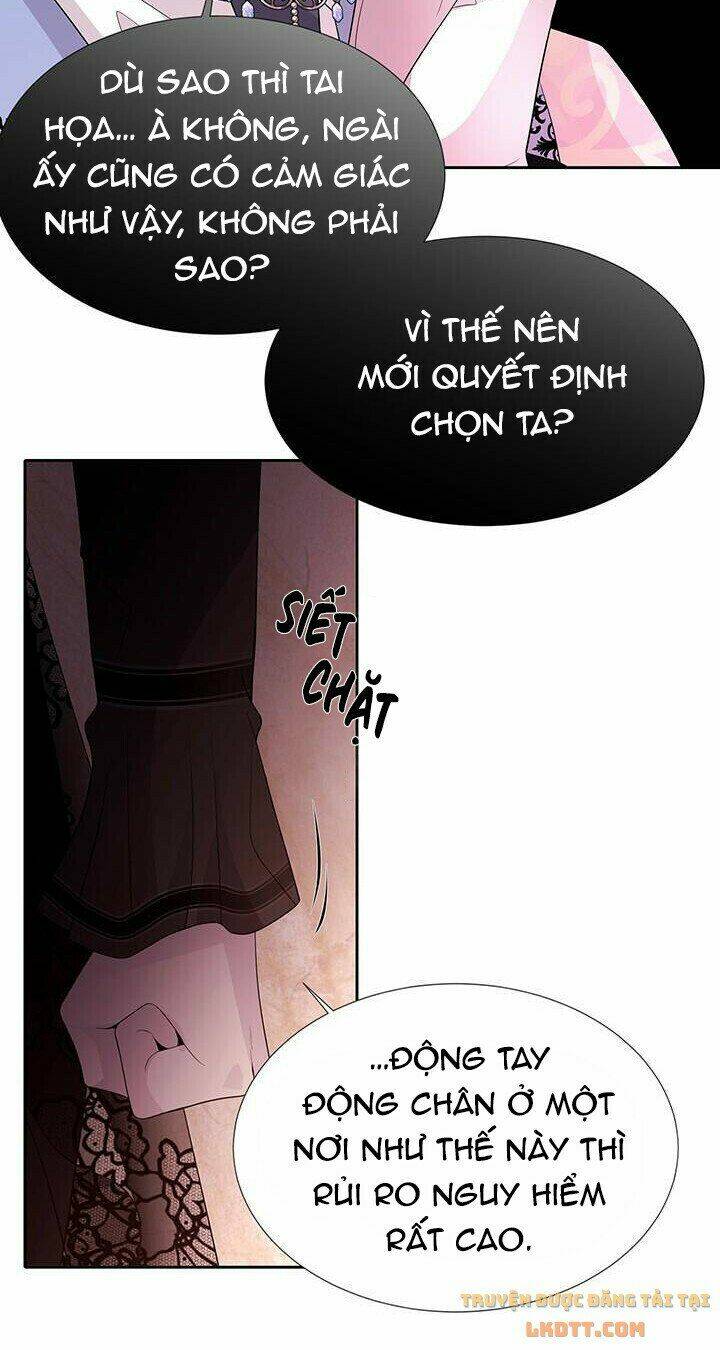 DÙ SAO THÌ TAI
HỌA... À KHÔNG, NGÀI
ẤY CŨNG CÓ CẢM GIÁC
NHƯ VẬY, KHÔNG PHẢI
SAO?
VÌ THẾ NÊN
MỚI QUYẾT ĐỊNH
CHỌN TA?
SIẾT
CHẶT
...ĐỘNG TAY
ĐỘNG CHÂN Ở MỘT
NƠI NHƯ THẾ NÀY THÌ
RỦI RO NGUY HIỂM
RẤT CAO.
TRUYỆN ĐƯỢC ĐĂNG TẢI TẠI
LKDTT.COM